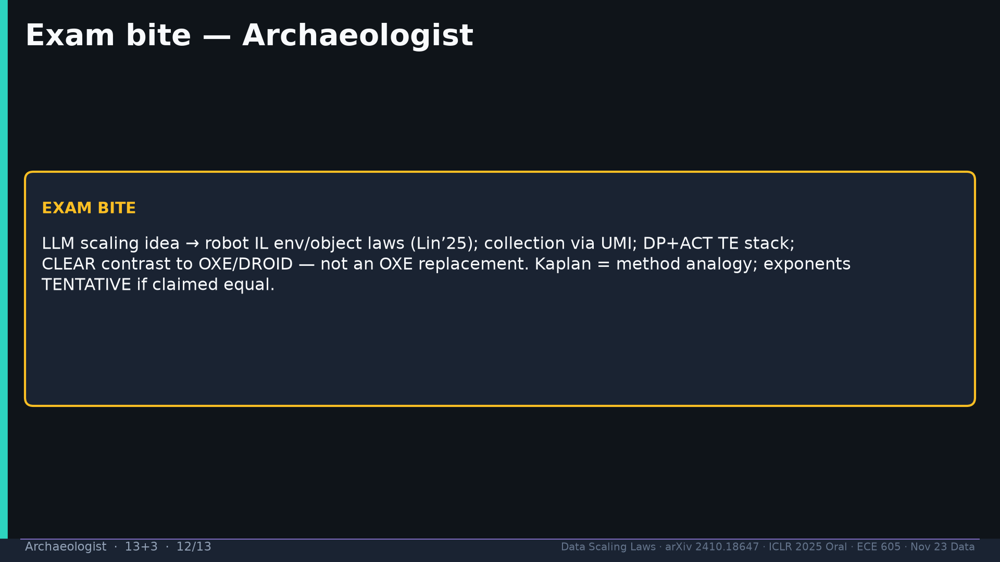 Exam bite — Archaeologist
EXAM BITE
LLM scaling idea → robot IL env/object laws (Lin’25); collection via UMI; DP+ACT TE stack;
CLEAR contrast to OXE/DROID — not an OXE replacement. Kaplan = method analogy; exponents
TENTATIVE if claimed equal.
Archaeologist · 13+3 · 12/13
Data Scaling Laws · arXiv 2410.18647 · ICLR 2025 Oral · ECE 605 · Nov 23 Data